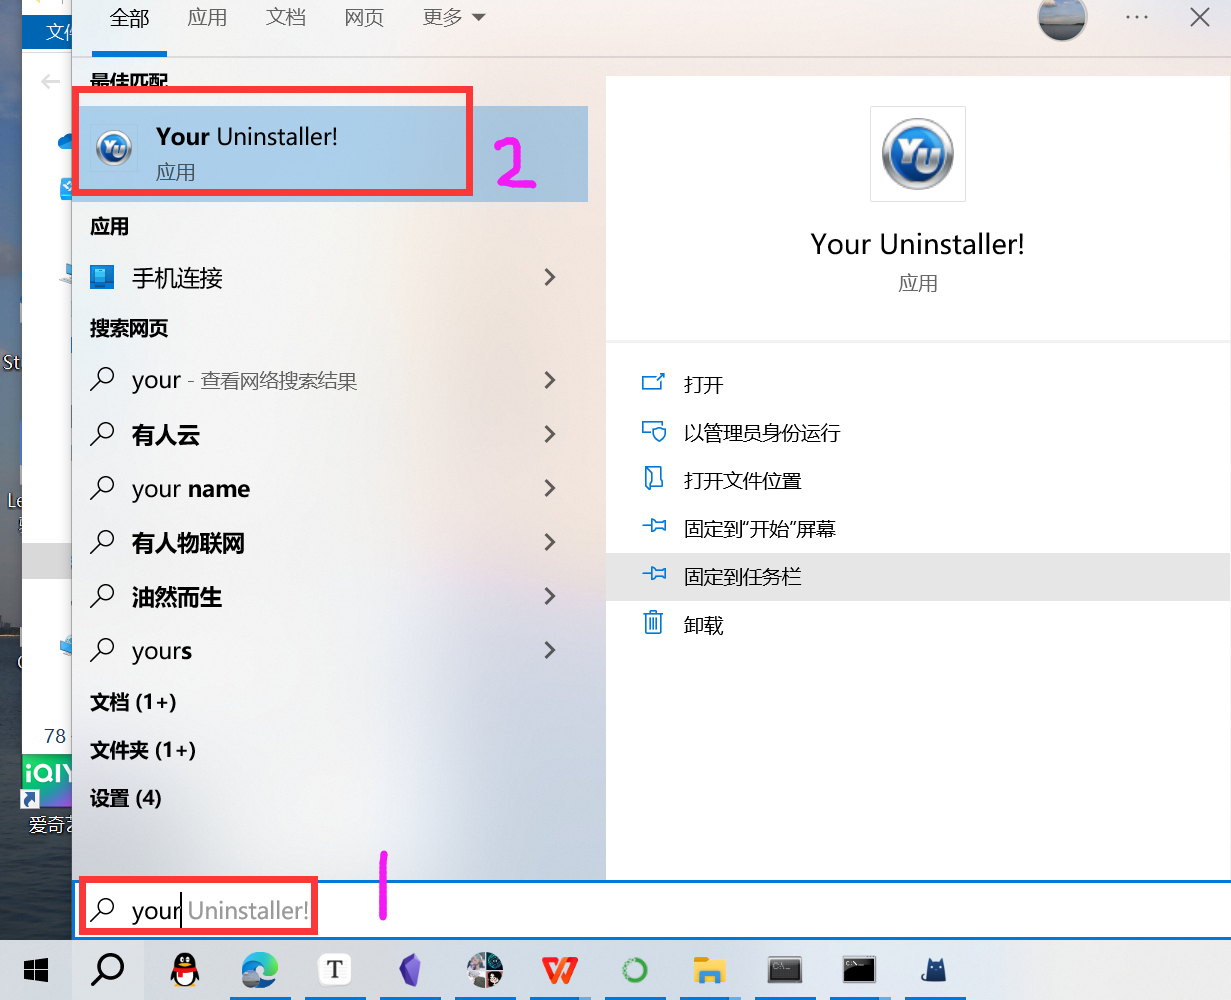 全部 应用 文档 网页 更多
文件
最佳匹配
Your Uninstaller!
应用
2
应用
手机连接
搜索网页
your - 查看网络搜索结果
有人云
your name
有人物联网
油然而生
yours
文档 (1+)
文件夹 (1+)
设置 (4)
YU
Your Uninstaller!
应用
打开
以管理员身份运行
打开文件位置
固定到“开始”屏幕
固定到任务栏
卸载
St
Le
78
iQIY
爱奇艺
1
your Uninstaller!
T